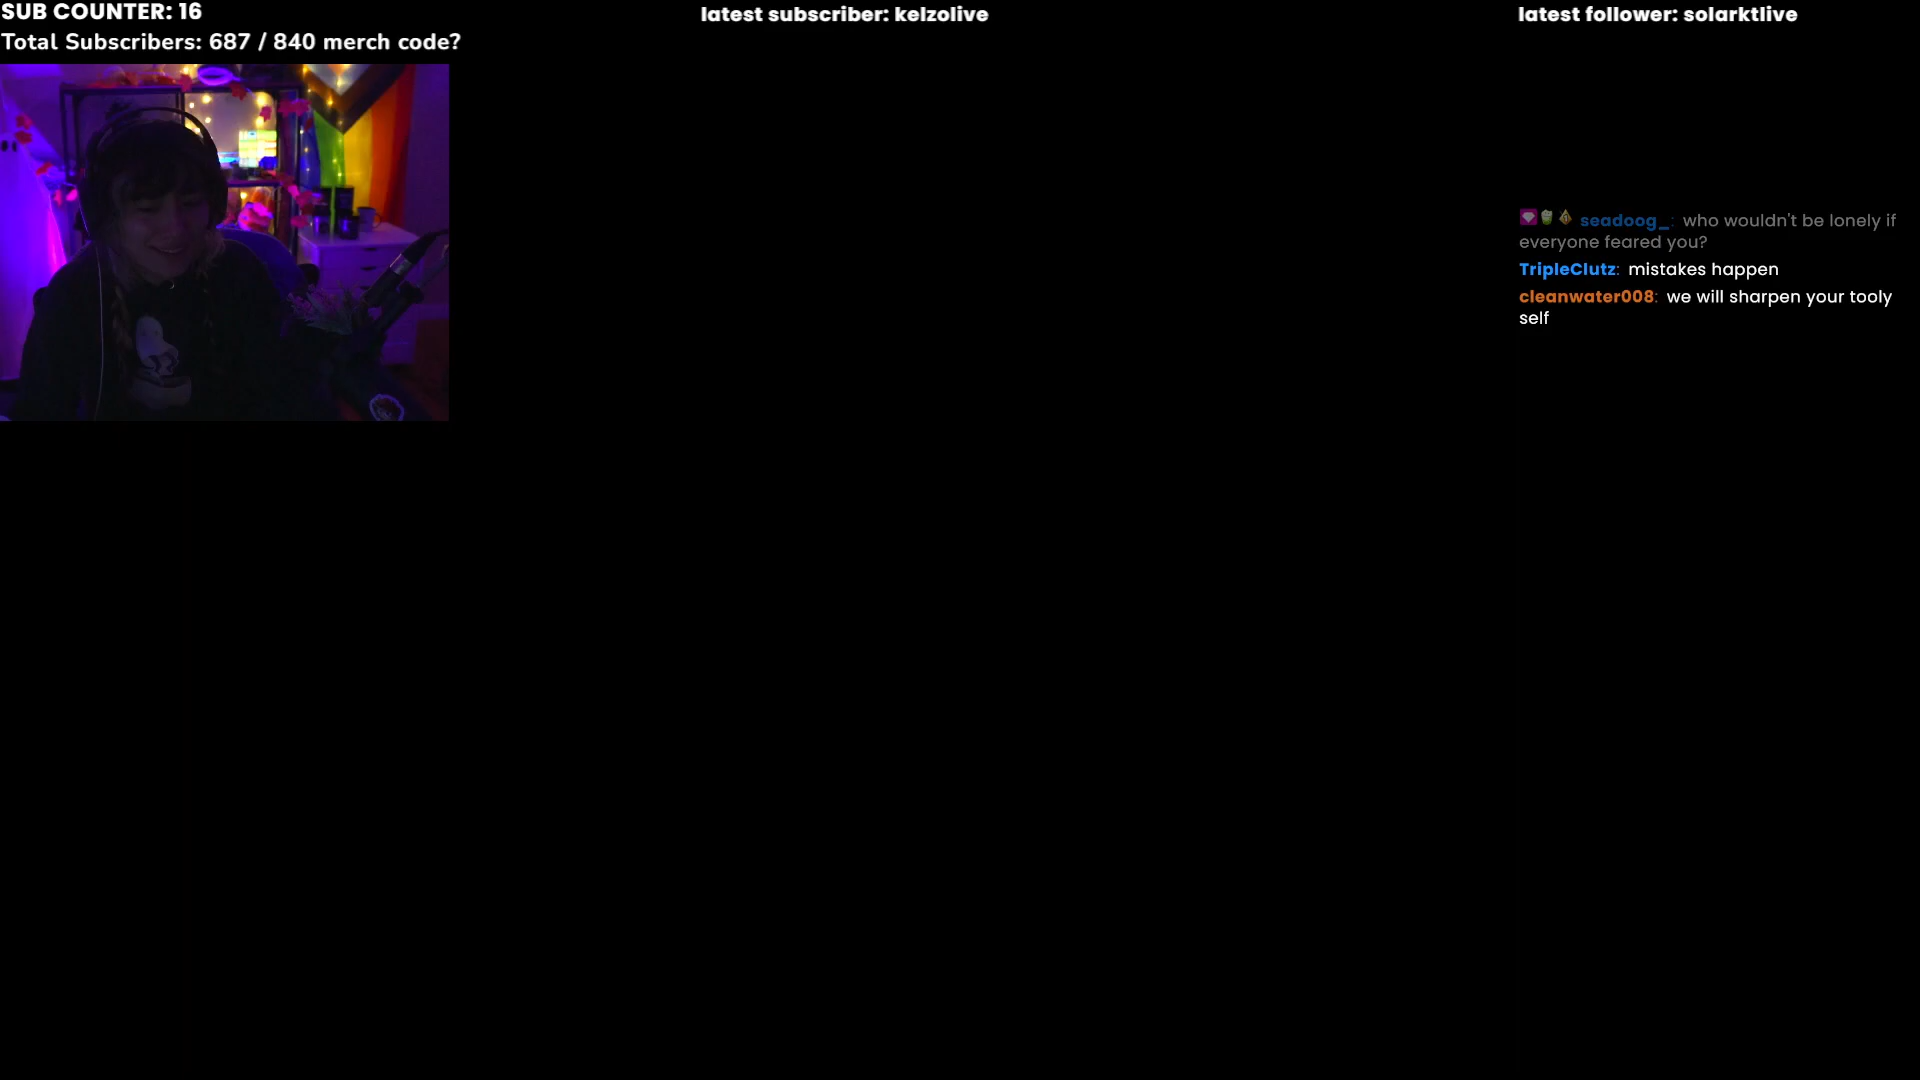 SUB COUNTER: 16
Total Subscribers: 687 / 840 merch code?
latest subscriber: kelzolive
latest follower: solarktlive
seadoog_: who wouldn't be lonely if
everyone feared you?
TripleClutz: mistakes happen
cleanwater008: we will sharpen your tooly
self